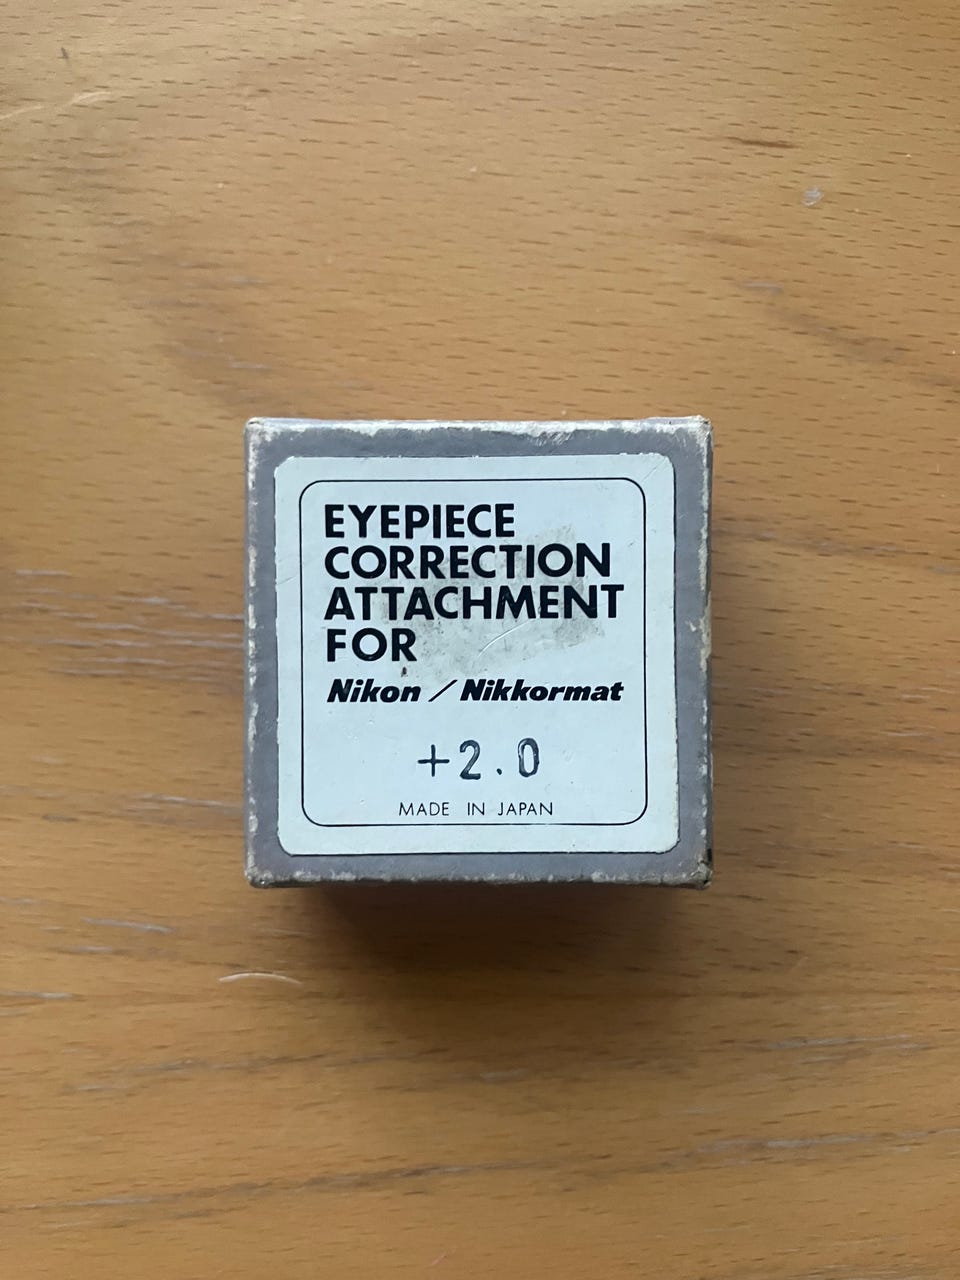 EYEPIECE
CORRECTION
ATTACHMENT
FOR
Nikon / Nikkormat
+2.0
MADE IN JAPAN